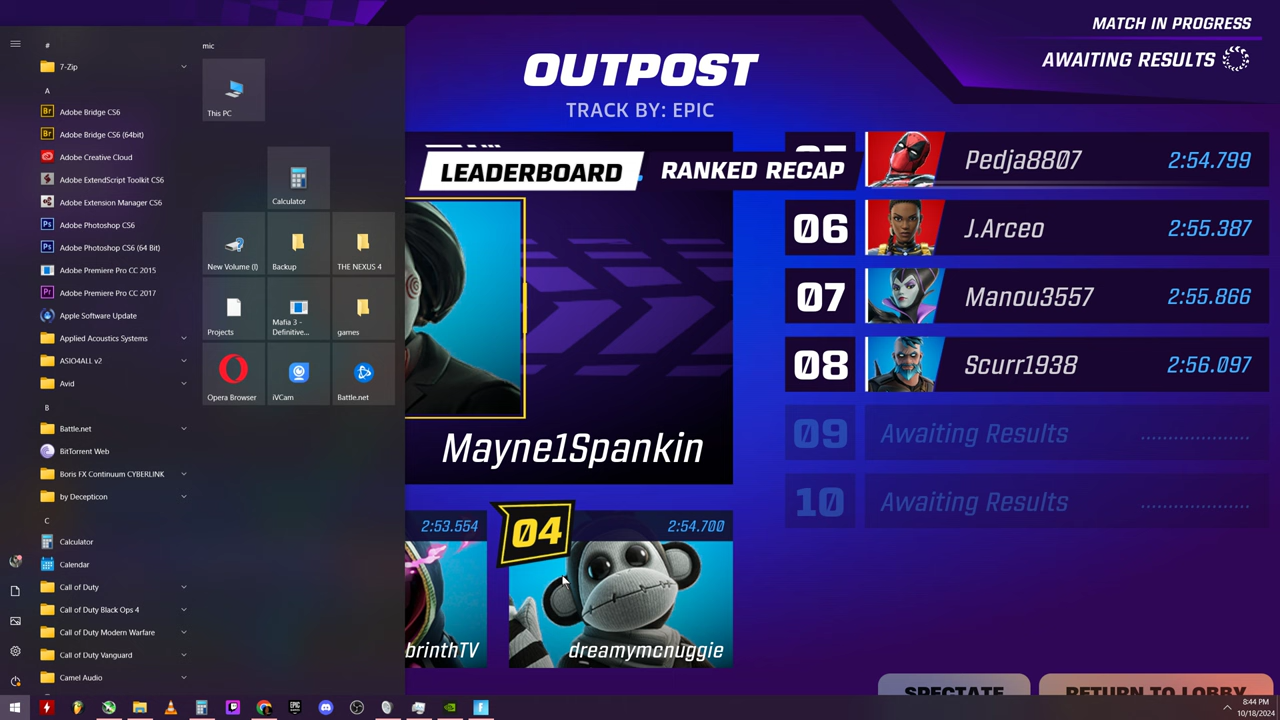 MATCH IN PROGRESS
AWAITING RESULTS
OUTPOST
TRACK BY: EPIC
LEADERBOARD
RANKED RECAP
#
7-Zip
A
Adobe Bridge CS6
Adobe Bridge CS6 (64bit)
Adobe Creative Cloud
Adobe ExtendScript Toolkit CS6
Adobe Extension Manager CS6
Adobe Photoshop CS6
Adobe Photoshop CS6 (64 Bit)
Adobe Premiere Pro CC 2015
Adobe Premiere Pro CC 2017
Apple Software Update
Applied Acoustics Systems
ASIO4ALL v2
Avid
B
Battle.net
BitTorrent Web
Boris FX Continuum CYBERLINK
by Decepticon
C
Calculator
Calendar
Call of Duty
Call of Duty Black Ops 4
Call of Duty Modern Warfare
Call of Duty Vanguard
Camel Audio
mic
This PC
Calculator
New Volume (I)
Backup
THE NEXUS 4
Projects
Mafia 3 -
Definitive...
games
Opera Browser
iVCam
Battle.net
Mayne1Spankin
2:53.554
brinthTV
04
2:54.700
dreamymcnuggie
Pedja8807 2:54.799
06 J.Arceo 2:55.387
07 Manou3557 2:55.866
08 Scurr1938 2:56.097
09 Awaiting Results ..................
10 Awaiting Results ..................
SPECTATE
RETURN TO LOBBY
8:44 PM
10/18/2024